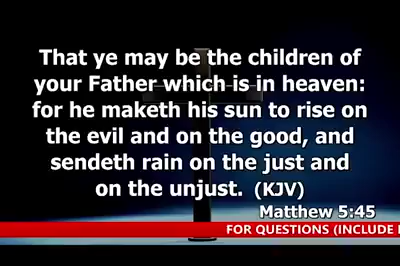 That ye may be the children of
your Father which is in heaven:
for he maketh his sun to rise on
the evil and on the good, and
sendeth rain on the just and
on the unjust. (KJV)
Matthew 5:45
FOR QUESTIONS (INCLUDE